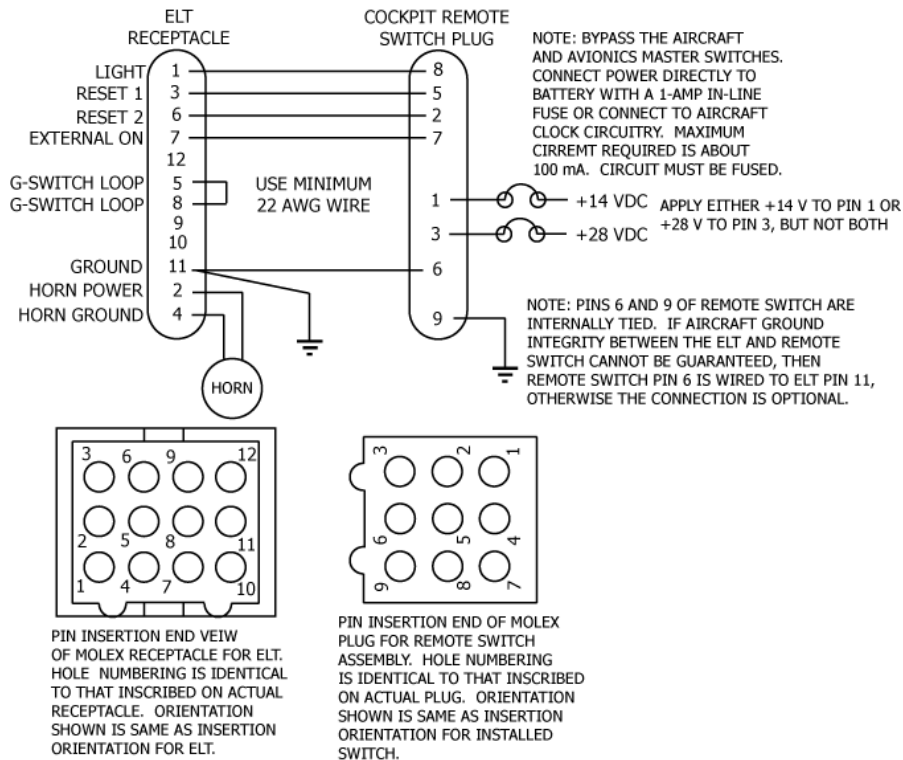 ELT
RECEPTACLE
COCKPIT REMOTE
SWITCH PLUG
LIGHT 1 8
RESET 1 3 5
RESET 2 6 2
EXTERNAL ON 7 7
12
G-SWITCH LOOP 5
G-SWITCH LOOP 8
9
10
GROUND 11 6
HORN POWER 2
HORN GROUND 4 9
USE MINIMUM
22 AWG WIRE
HORN
1 +14 VDC
3 +28 VDC
APPLY EITHER +14 V TO PIN 1 OR
+28 V TO PIN 3, BUT NOT BOTH
NOTE: BYPASS THE AIRCRAFT
AND AVIONICS MASTER SWITCHES.
CONNECT POWER DIRECTLY TO
BATTERY WITH A 1-AMP IN-LINE
FUSE OR CONNECT TO AIRCRAFT
CLOCK CIRCUITRY. MAXIMUM
CIRREMT REQUIRED IS ABOUT
100 mA. CIRCUIT MUST BE FUSED.
NOTE: PINS 6 AND 9 OF REMOTE SWITCH ARE
INTERNALLY TIED. IF AIRCRAFT GROUND
INTEGRITY BETWEEN THE ELT AND REMOTE
SWITCH CANNOT BE GUARANTEED, THEN
REMOTE SWITCH PIN 6 IS WIRED TO ELT PIN 11,
OTHERWISE THE CONNECTION IS OPTIONAL.
3 6 9 12
2 5 8 11
1 4 7 10
PIN INSERTION END VEIW
OF MOLEX RECEPTACLE FOR ELT.
HOLE NUMBERING IS IDENTICAL
TO THAT INSCRIBED ON ACTUAL
RECEPTACLE. ORIENTATION
SHOWN IS SAME AS INSERTION
ORIENTATION FOR ELT.
3 2 1
6 5 4
9 8 7
PIN INSERTION END OF MOLEX
PLUG FOR REMOTE SWITCH
ASSEMBLY. HOLE NUMBERING
IS IDENTICAL TO THAT INSCRIBED
ON ACTUAL PLUG. ORIENTATION
SHOWN IS SAME AS INSERTION
ORIENTATION FOR INSTALLED
SWITCH.